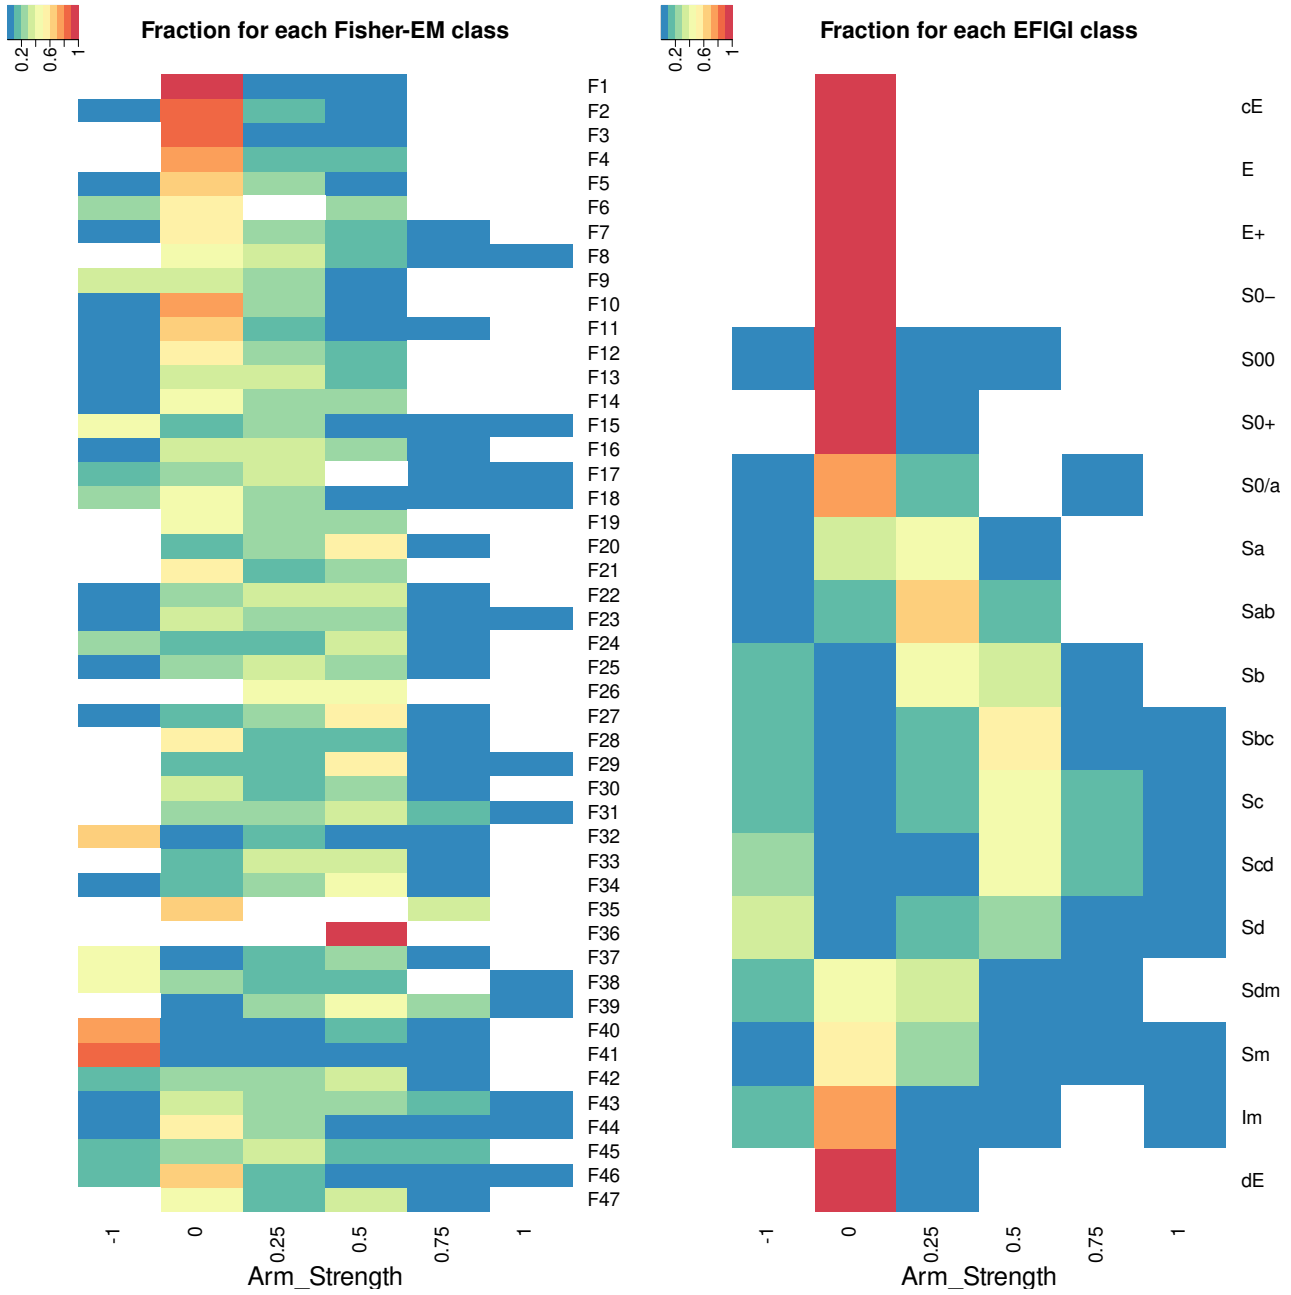 Fraction for each Fisher-EM class
0.2
0.6
1
F1
F2
F3
F4
F5
F6
F7
F8
F9
F10
F11
F12
F13
F14
F15
F16
F17
F18
F19
F20
F21
F22
F23
F24
F25
F26
F27
F28
F29
F30
F31
F32
F33
F34
F35
F36
F37
F38
F39
F40
F41
F42
F43
F44
F45
F46
F47
-1
0
0.25
0.5
0.75
1
Arm_Strength
Fraction for each EFIGI class
0.2
0.6
1
cE
E
E+
S0−
S00
S0+
S0/a
Sa
Sab
Sb
Sbc
Sc
Scd
Sd
Sdm
Sm
Im
dE
-1
0
0.25
0.5
0.75
1
Arm_Strength